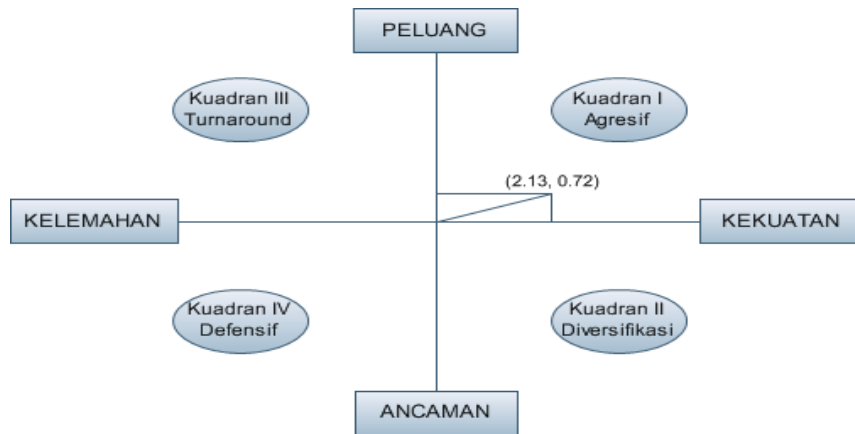 PELUANG
Kuadran III
Turnaround
Kuadran I
Agresif
(2.13, 0.72)
KELEMAHAN
KEKUATAN
Kuadran IV
Defensif
Kuadran II
Diversifikasi
ANCAMAN